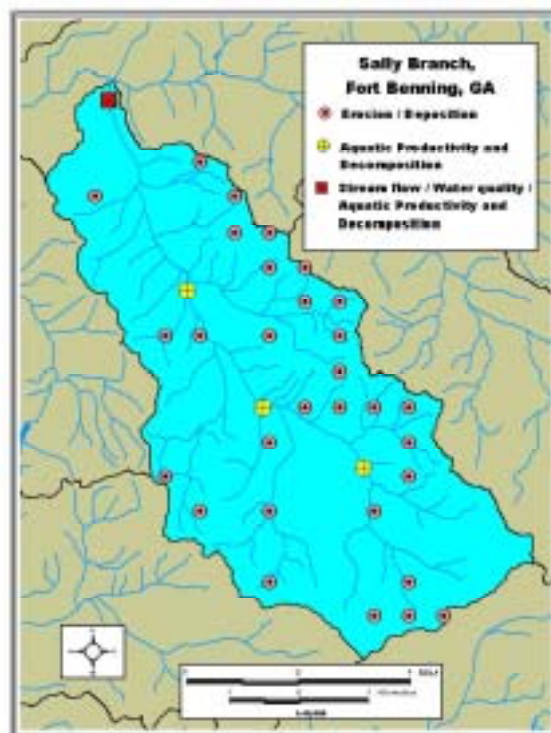 Sally Branch,
Fort Benning, GA
Erosion / Deposition
Aquatic Productivity and
Decomposition
Stream flow / Water quality /
Aquatic Productivity and
Decomposition